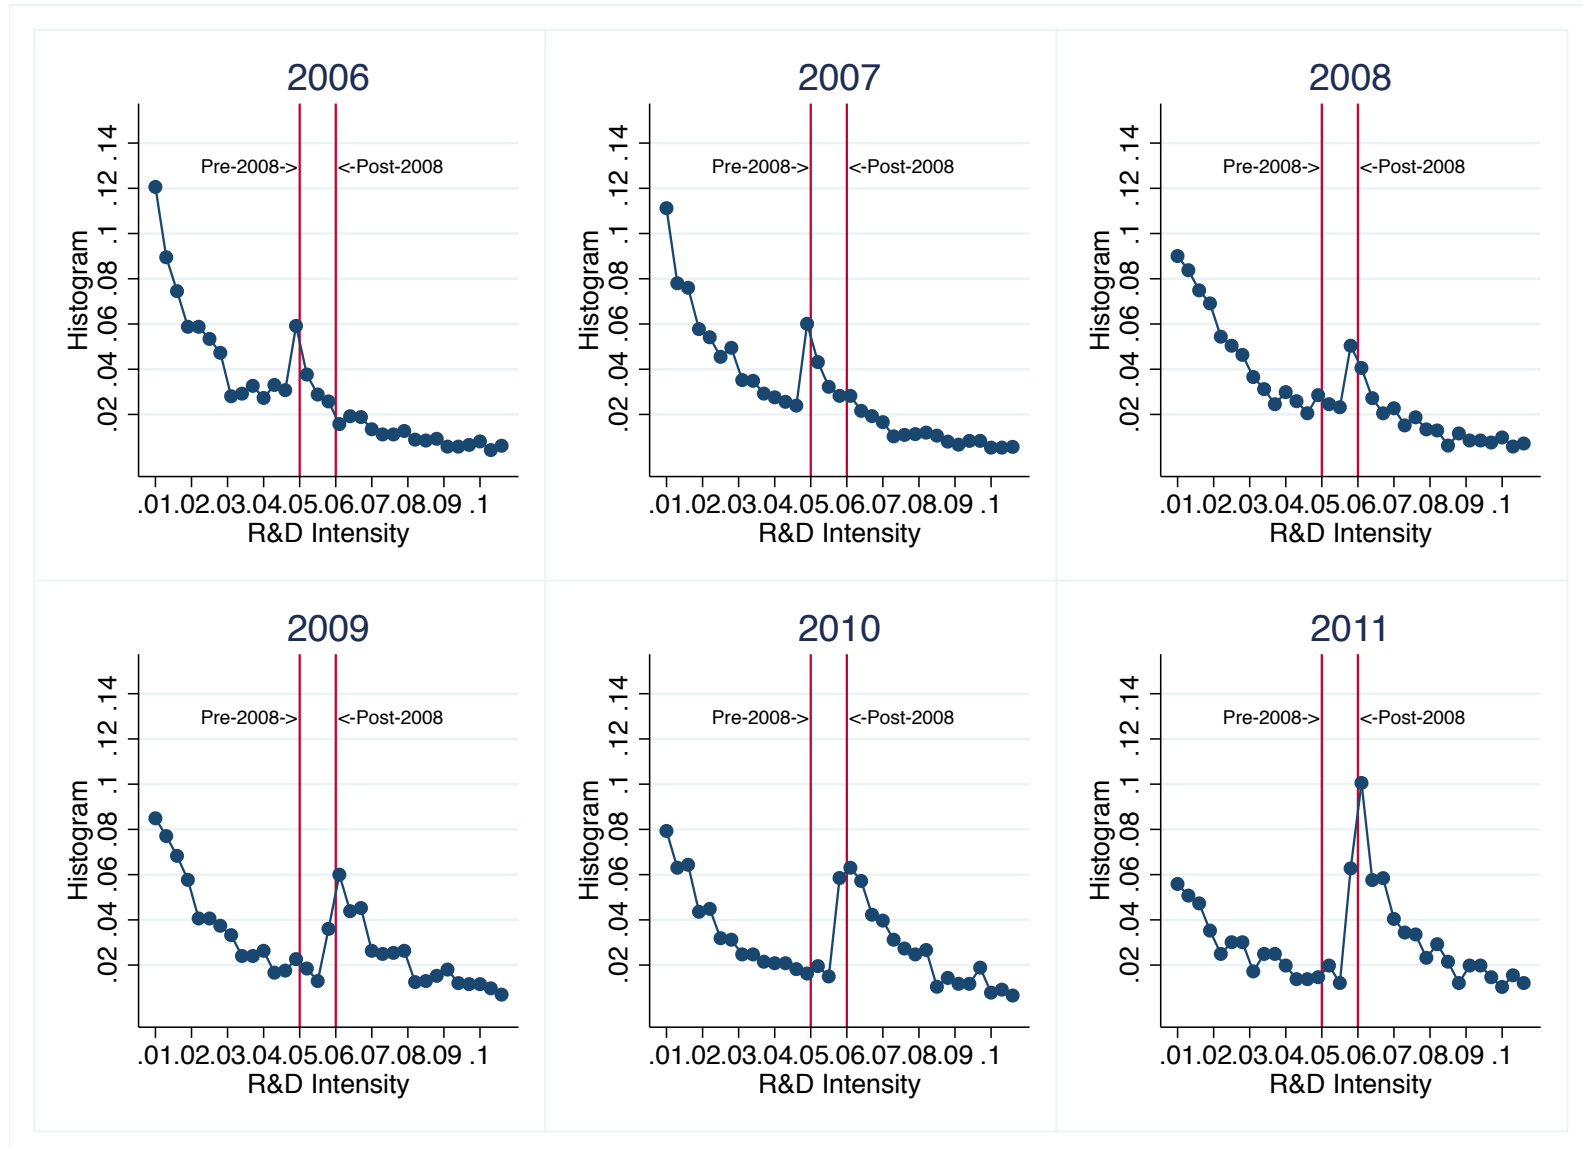 2006
.02 .04 .06 .08 .1 .12 .14
Histogram
Pre-2008-> <-Post-2008
.01.02.03.04.05.06.07.08.09 .1
R&D Intensity
2007
.02 .04 .06 .08 .1 .12 .14
Histogram
Pre-2008-> <-Post-2008
.01.02.03.04.05.06.07.08.09 .1
R&D Intensity
2008
.02 .04 .06 .08 .1 .12 .14
Histogram
Pre-2008-> <-Post-2008
.01.02.03.04.05.06.07.08.09 .1
R&D Intensity
2009
.02 .04 .06 .08 .1 .12 .14
Histogram
Pre-2008-> <-Post-2008
.01.02.03.04.05.06.07.08.09 .1
R&D Intensity
2010
.02 .04 .06 .08 .1 .12 .14
Histogram
Pre-2008-> <-Post-2008
.01.02.03.04.05.06.07.08.09 .1
R&D Intensity
2011
.02 .04 .06 .08 .1 .12 .14
Histogram
Pre-2008-> <-Post-2008
.01.02.03.04.05.06.07.08.09 .1
R&D Intensity